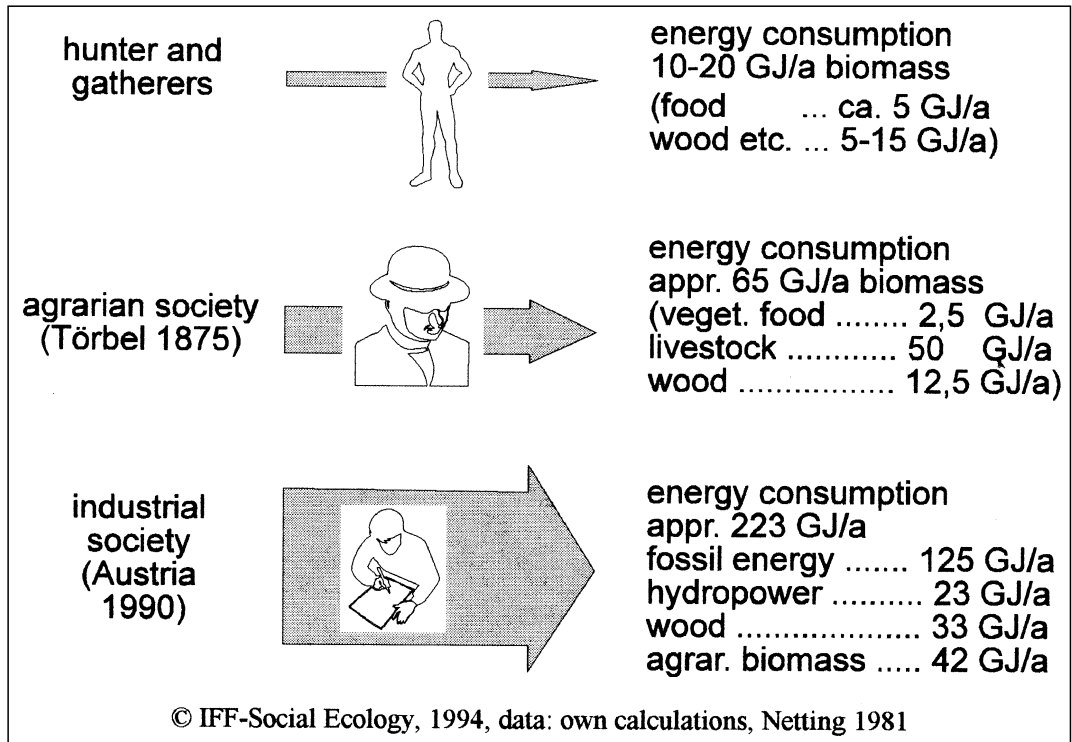 hunter and
gatherers
energy consumption
10-20 GJ/a biomass
(food ... ca. 5 GJ/a
wood etc. ... 5-15 GJ/a)
agrarian society
(Törbel 1875)
energy consumption
appr. 65 GJ/a biomass
(veget. food ........ 2,5 GJ/a
livestock ............ 50 GJ/a
wood ................. 12,5 GJ/a)
industrial
society
(Austria
1990)
energy consumption
appr. 223 GJ/a
fossil energy ....... 125 GJ/a
hydropower .......... 23 GJ/a
wood .................... 33 GJ/a
agrar. biomass ..... 42 GJ/a
© IFF-Social Ecology, 1994, data: own calculations, Netting 1981